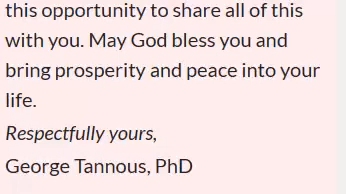 this opportunity to share all of this
with you. May God bless you and
bring prosperity and peace into your
life.
Respectfully yours,
George Tannous, PhD